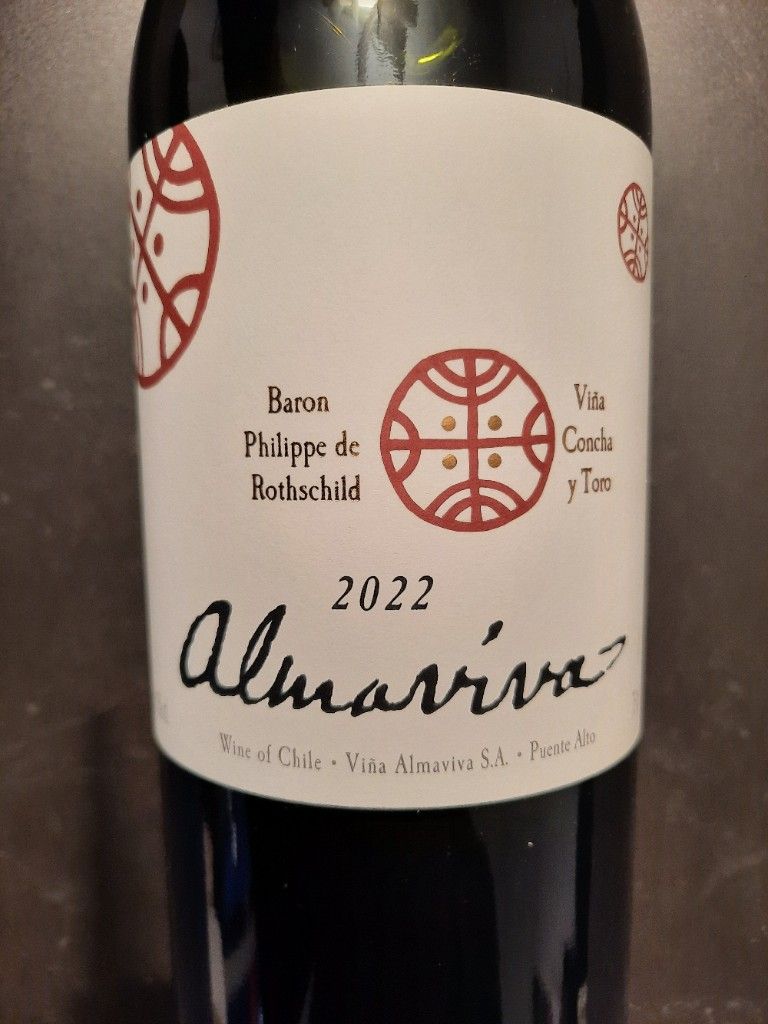 Baron
Philippe de
Rothschild
Viña
Concha
y Toro
2022
Almaviva
Wine of Chile • Viña Almaviva S.A. • Puente Alto